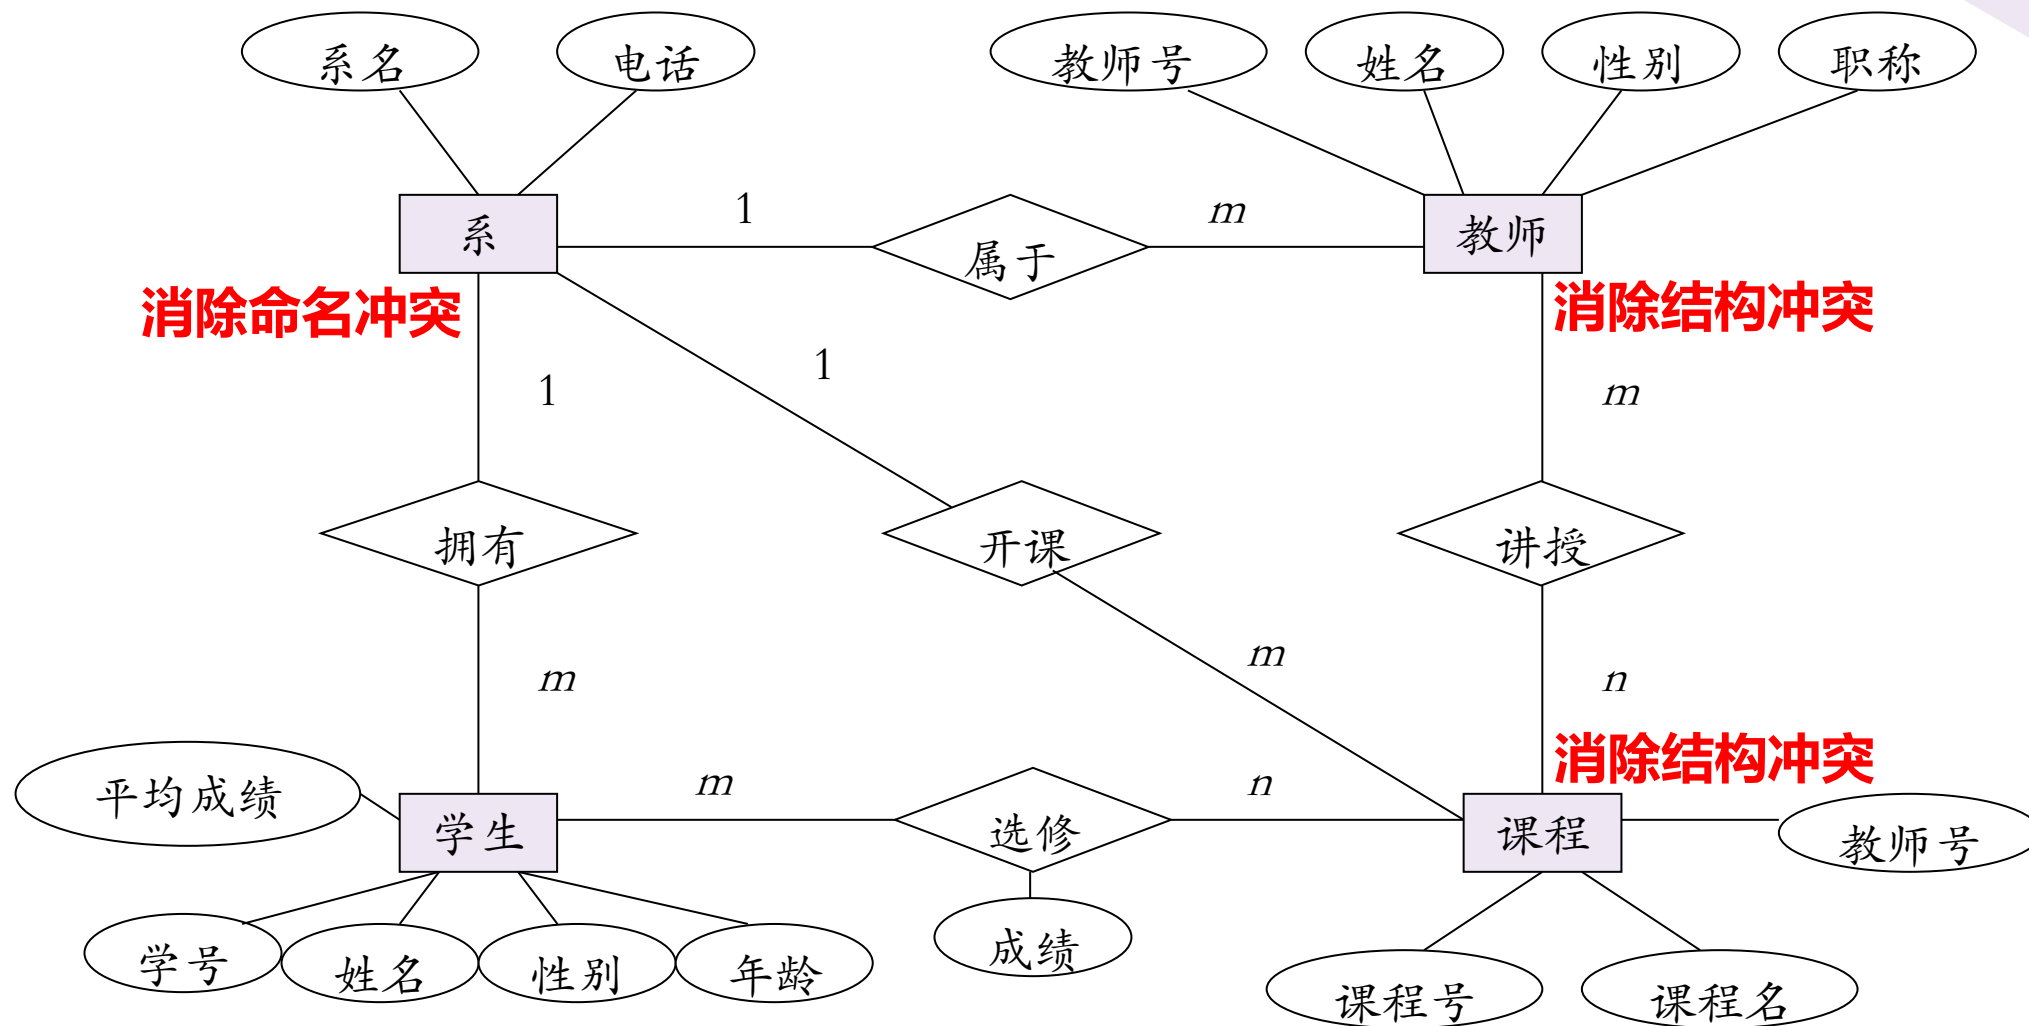 系名
电话
教师号
姓名
性别
职称
系
1
属于
m
教师
消除命名冲突
消除结构冲突
1
1
m
拥有
开课
讲授
m
m
n
消除结构冲突
平均成绩
学生
m
选修
n
课程
教师号
学号
姓名
性别
年龄
成绩
课程号
课程名